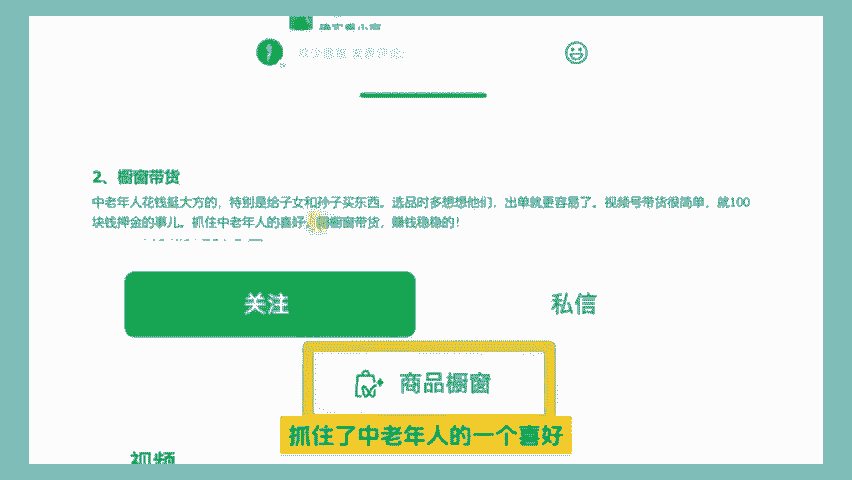 2、橱窗带货
中老年人花钱挺大方的，特别是给子女和孙子买东西。选品时多想想他们，出单就更容易了。视频号带货很简单，就100
块钱押金的事儿。抓住中老年人的喜好，用橱窗带货，赚钱稳稳的！
关注
私信
商品橱窗
抓住了中老年人的一个喜好
视频